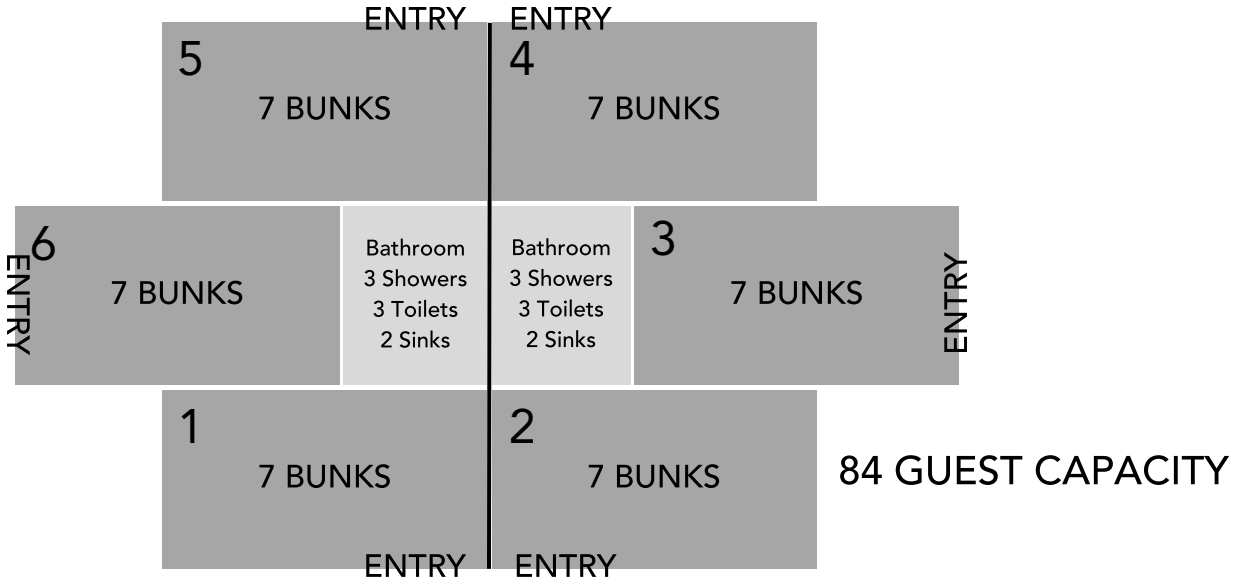 ENTRY
ENTRY
5
7 BUNKS
4
7 BUNKS
6
ENTRY
7 BUNKS
Bathroom
3 Showers
3 Toilets
2 Sinks
Bathroom
3 Showers
3 Toilets
2 Sinks
3
7 BUNKS
ENTRY
1
7 BUNKS
ENTRY
2
7 BUNKS
ENTRY
84 GUEST CAPACITY